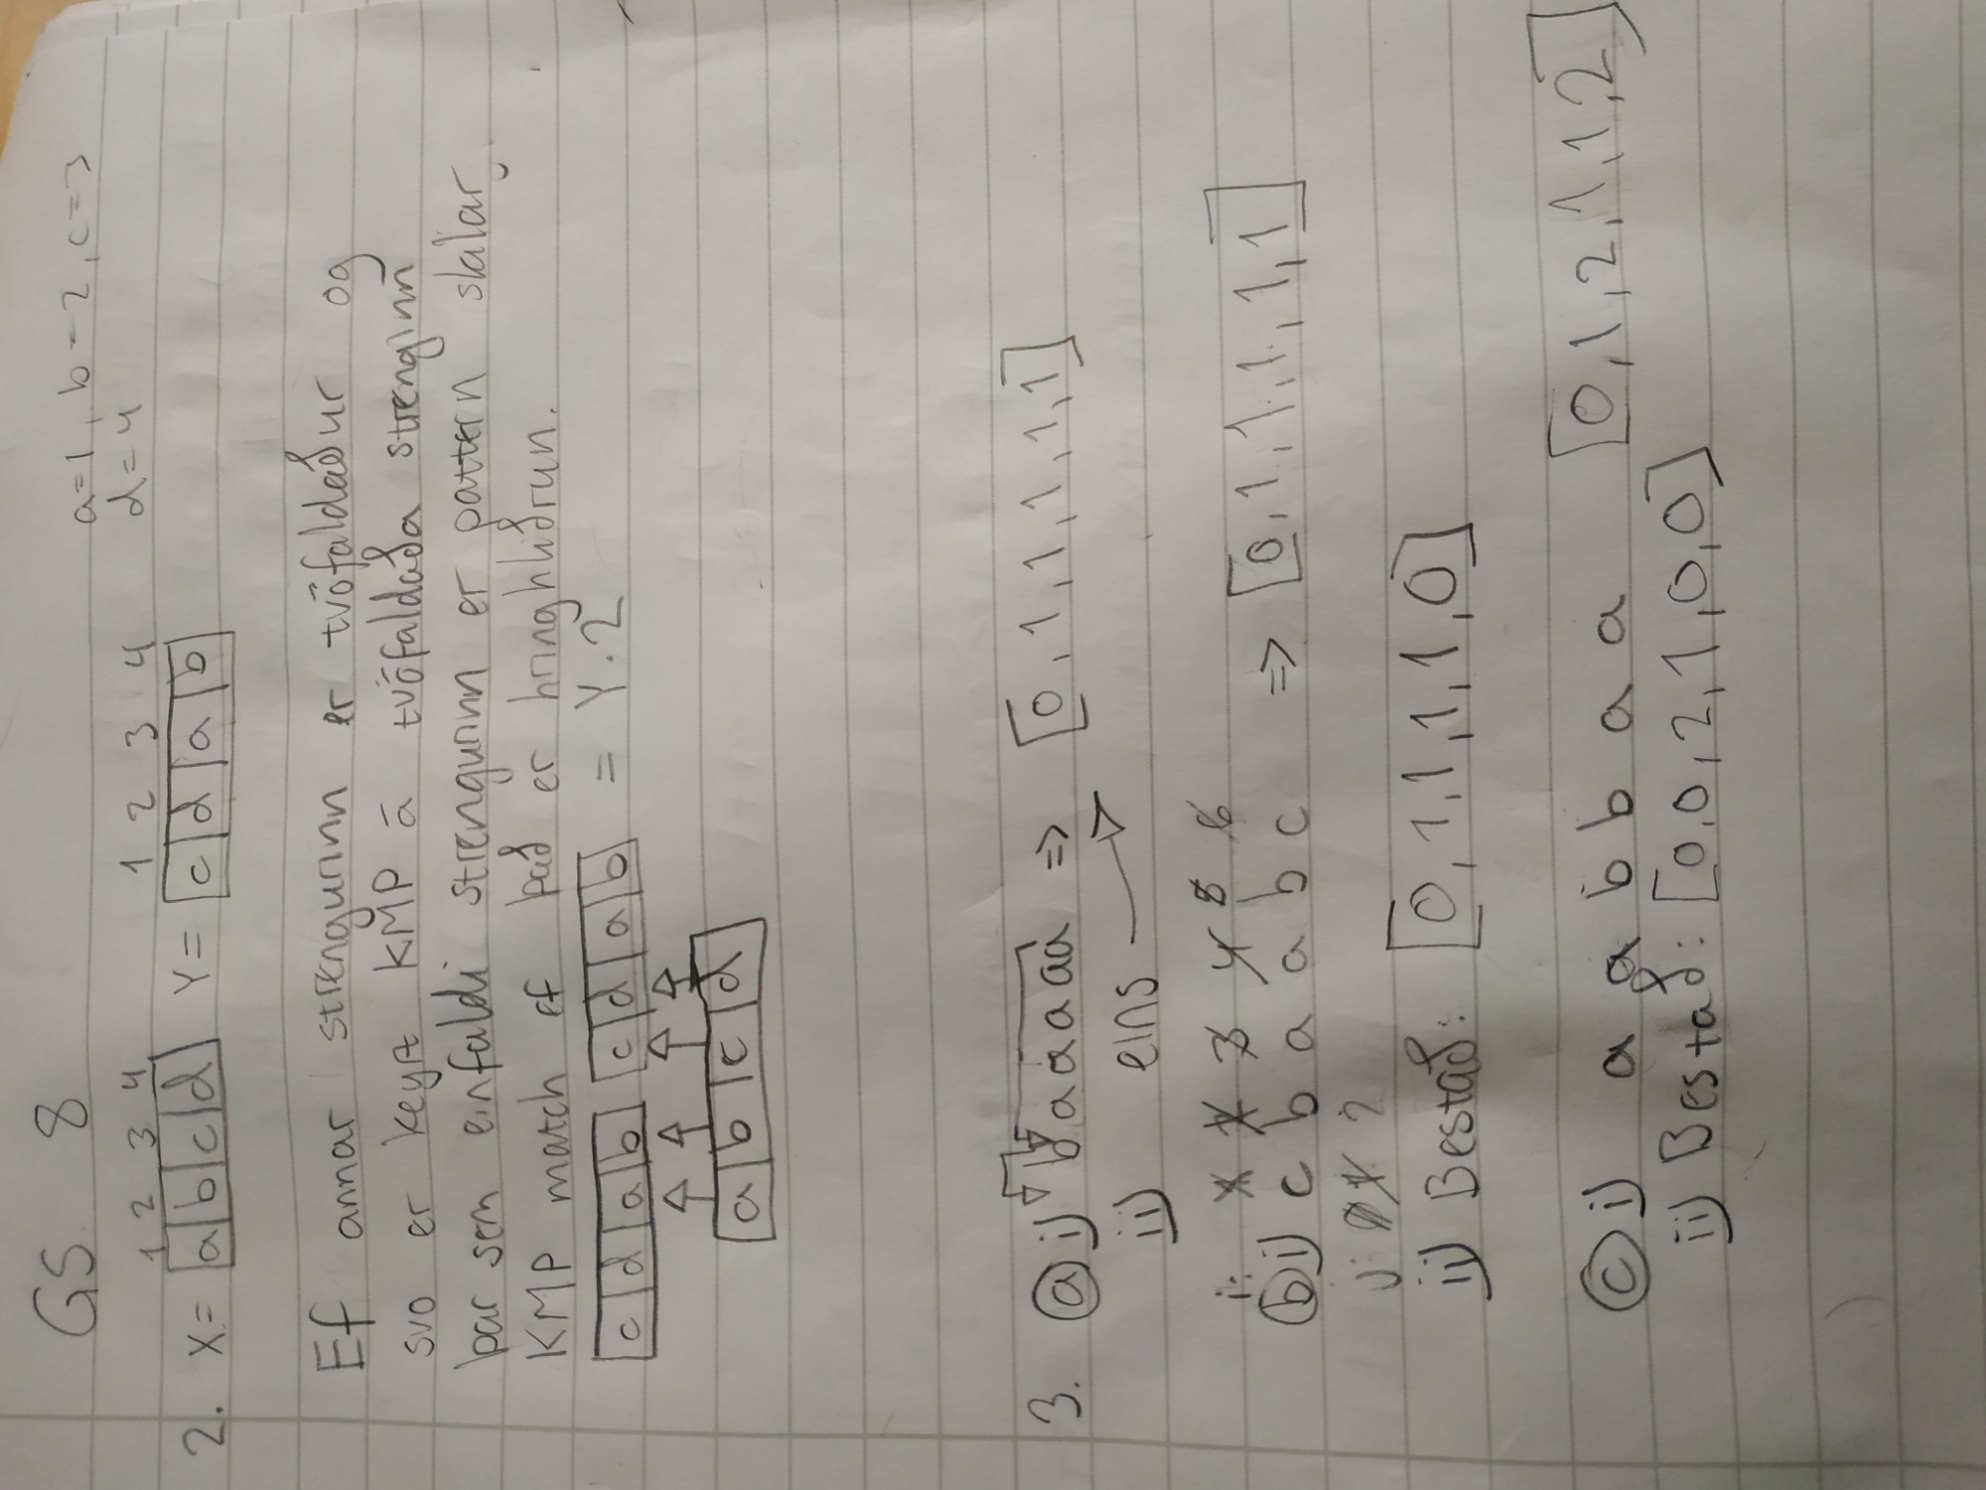 GS 8
a=1, b=2, c=3
d=4
1 2 3 4 1 2 3 4
2. X= a b c d Y= c d a b
Ef annar strengurinn er tvöfaldaður og
svo er keyrt KMP á tvöfaldaða strenginn
þar sem einfaldi strengurinn er pattern skilar
KMP match ef það er hringhliðrun.
c d a b c d a b = Y·2
a b c d
3. a i) b a a a a a => [0, 1, 1, 1, 1, 1]
ii) eins
i: 1 2 3 4 5 6
b i) c b a a b c => [0, 1, 1, 1, 1, 1]
j: 0 1 2
ii) Bestað: [0, 1, 1, 1, 1, 0]
c i) a a b b a a [0, 1, 2, 1, 1, 2]
ii) Bestað: [0, 0, 2, 1, 0, 0]